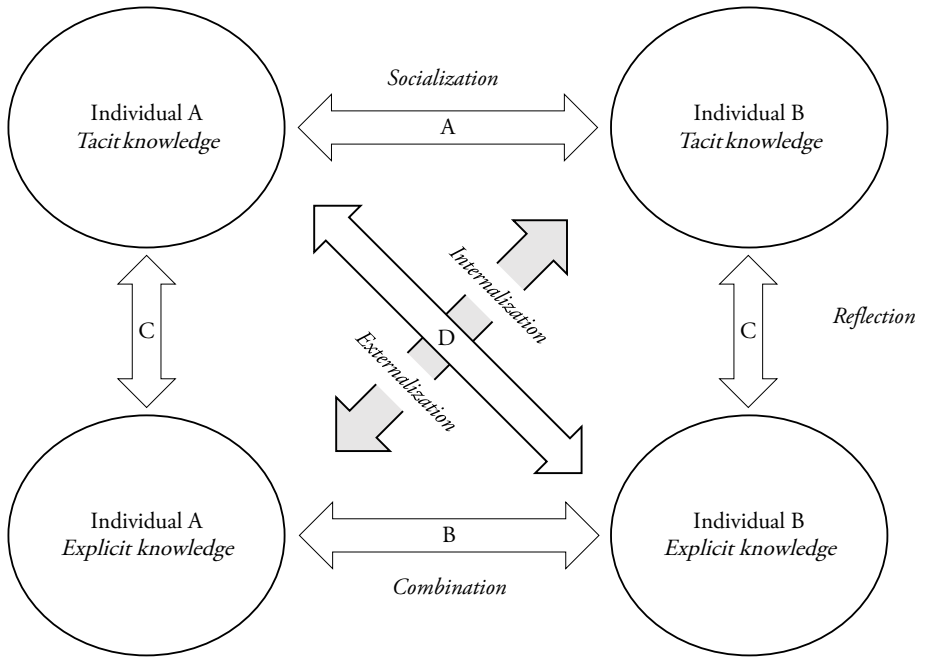 Socialization
Individual A
Tacit knowledge
A
Individual B
Tacit knowledge
Internalization
C
D
C
Reflection
Externalization
Individual A
Explicit knowledge
B
Individual B
Explicit knowledge
Combination